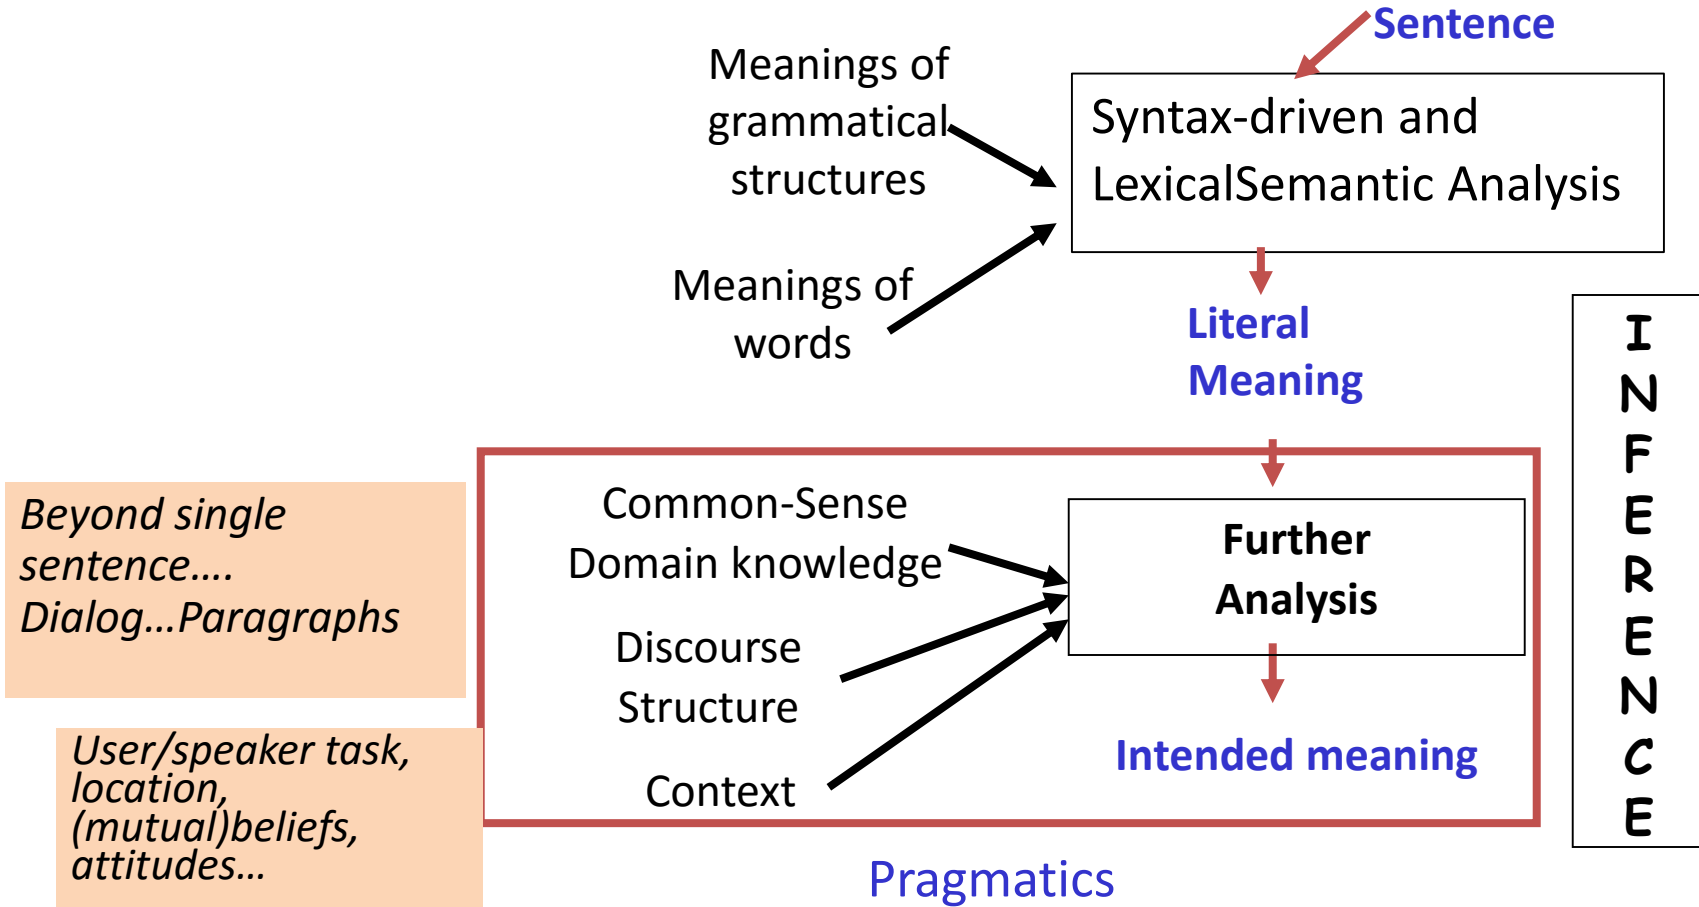 Sentence
Meanings of
grammatical
structures
Syntax-driven and
LexicalSemantic Analysis
Meanings of
words
Literal
Meaning
I
N
F
E
R
E
N
C
E
Common-Sense
Domain knowledge
Further
Analysis
Beyond single
sentence....
Dialog...Paragraphs
Discourse
Structure
User/speaker task,
location,
(mutual)beliefs,
attitudes...
Context
Intended meaning
Pragmatics